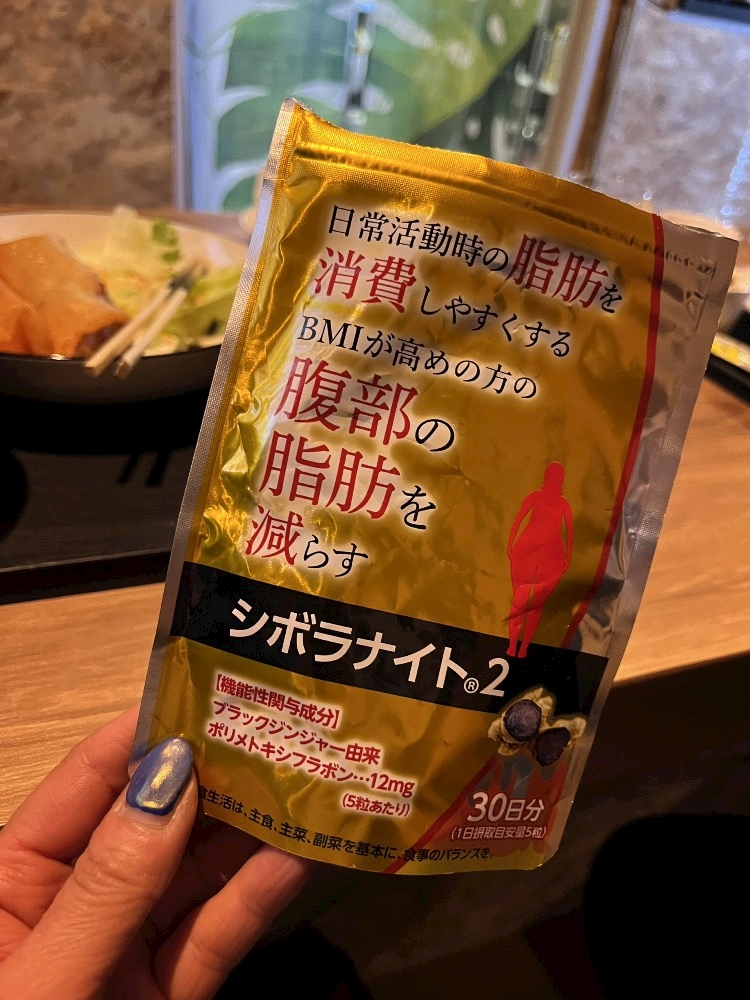 日常活動時の脂肪を
消費しやすくする
BMIが高めの方の
腹部の
脂肪を
減らす
シボラナイト®2
【機能性関与成分】
ブラックジンジャー由来
ポリメトキシフラボン…12mg
(5粒あたり)
30日分
(1日摂取目安量5粒)
食生活は、主食、主菜、副菜を基本に、食事のバランスを。